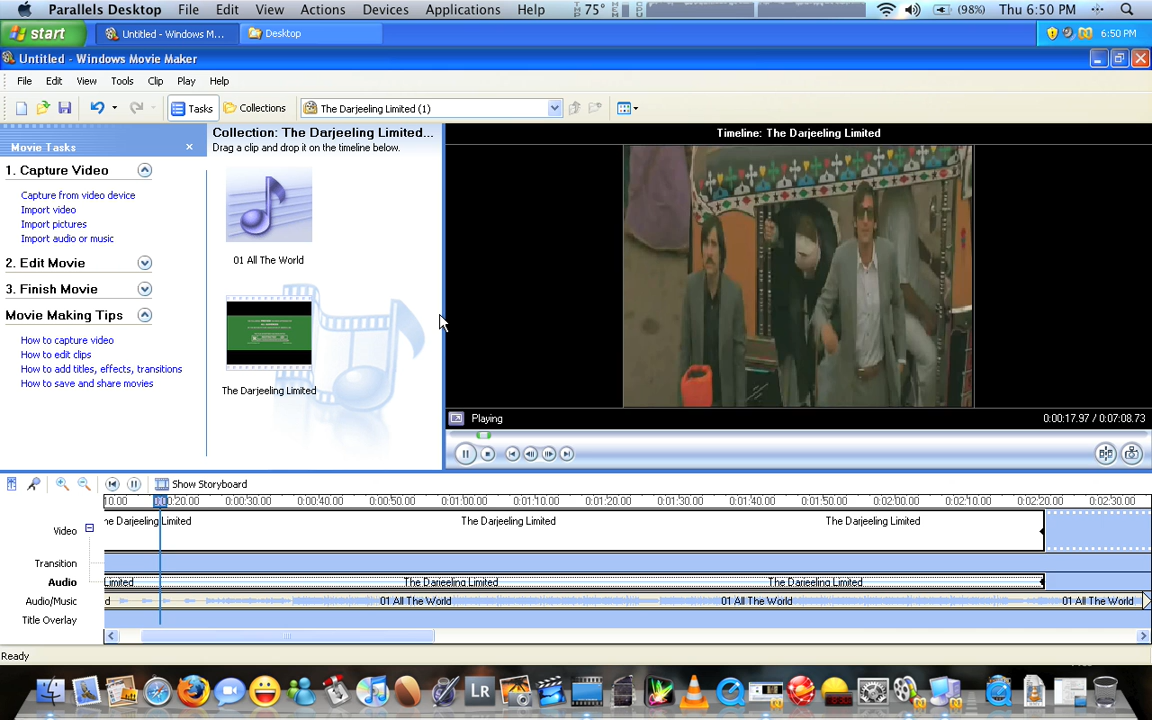 Parallels Desktop File Edit View Actions Devices Applications Help 75° (98%) Thu 6:50 PM
start Untitled - Windows M... Desktop 6:50 PM
Untitled - Windows Movie Maker
File Edit View Tools Clip Play Help
Tasks Collections The Darjeeling Limited (1)
Movie Tasks
1. Capture Video
Capture from video device
Import video
Import pictures
Import audio or music
2. Edit Movie
3. Finish Movie
Movie Making Tips
How to capture video
How to edit clips
How to add titles, effects, transitions
How to save and share movies
Collection: The Darjeeling Limited...
Drag a clip and drop it on the timeline below.
01 All The World
The Darjeeling Limited
Timeline: The Darjeeling Limited
Playing 0:00:17.97 / 0:07:08.73
Show Storyboard
10.00 0:00:20.00 0:00:30.00 0:00:40.00 0:00:50.00 0:01:00.00 0:01:10.00 0:01:20.00 0:01:30.00 0:01:40.00 0:01:50.00 0:02:00.00 0:02:10.00 0:02:20.00 0:02:30.00
Video he Darjeeling Limited The Darjeeling Limited The Darjeeling Limited
Transition
Audio Limited The Darjeeling Limited The Darjeeling Limited
Audio/Music d 01 All The World 01 All The World 01 All The World
Title Overlay
Ready
Lr